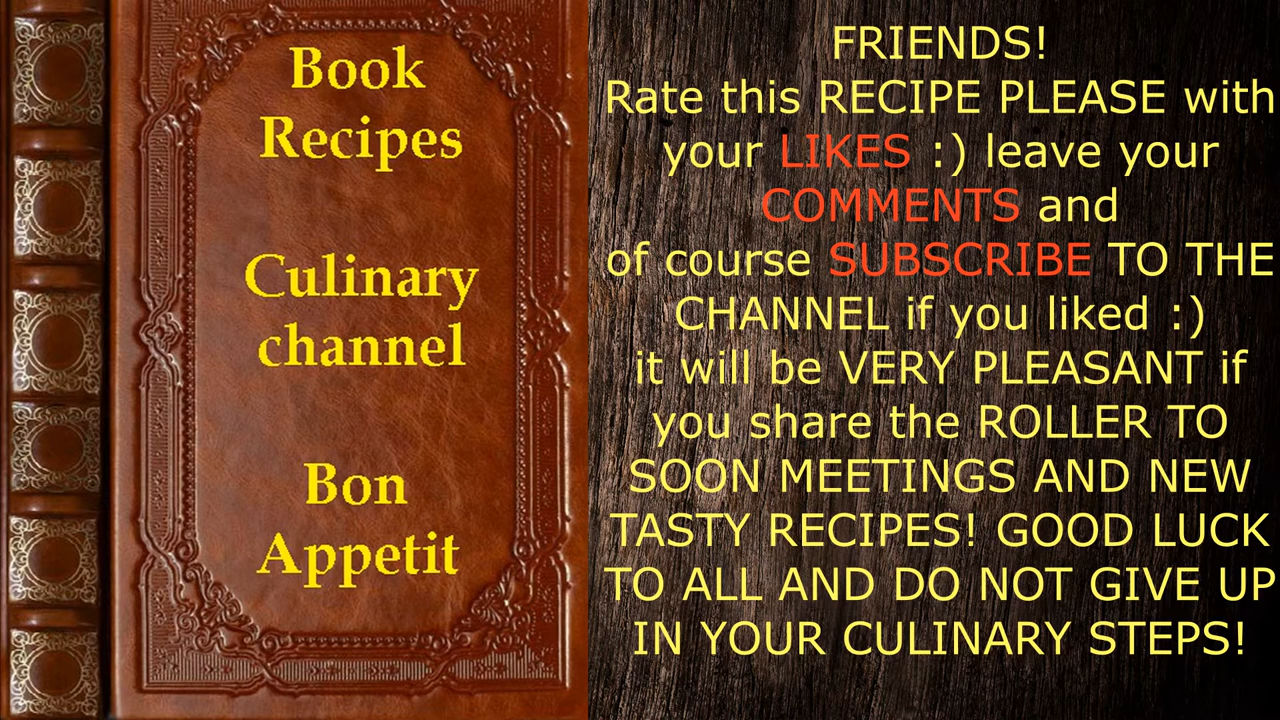 Book
Recipes
Culinary
channel
Bon
Appetit
FRIENDS!
Rate this RECIPE PLEASE with
your LIKES :) leave your
COMMENTS and
of course SUBSCRIBE TO THE
CHANNEL if you liked :)
it will be VERY PLEASANT if
you share the ROLLER TO
SOON MEETINGS AND NEW
TASTY RECIPES! GOOD LUCK
TO ALL AND DO NOT GIVE UP
IN YOUR CULINARY STEPS!